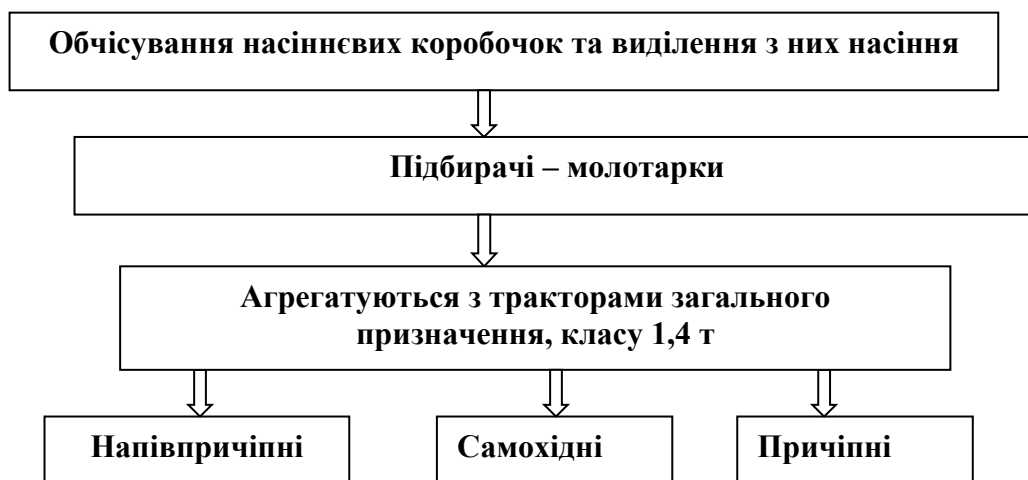 Обчісування насіннєвих коробочок та виділення з них насіння
Підбирачі – молотарки
Агрегатуються з тракторами загального
призначення, класу 1,4 т
Напівпричіпні
Самохідні
Причіпні